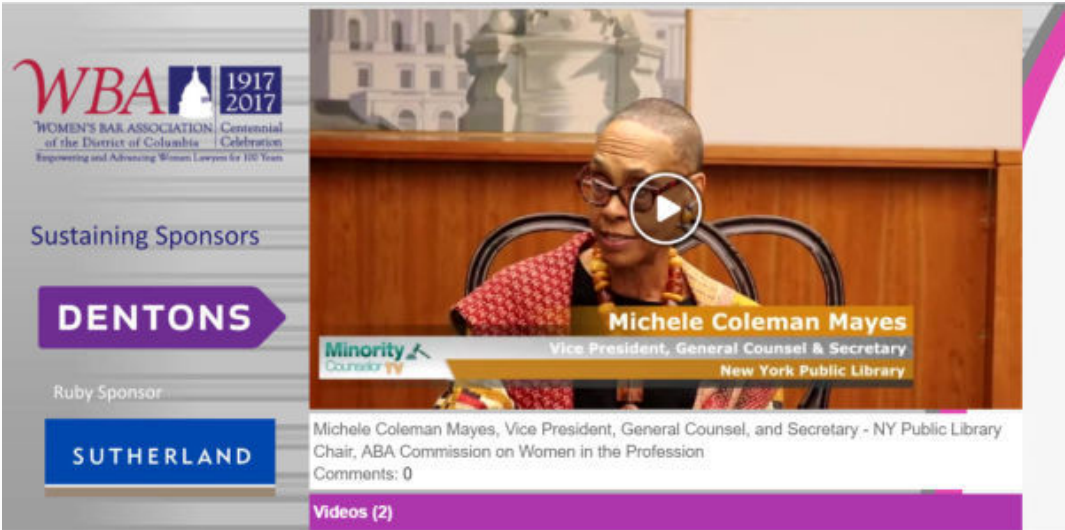 WBA
1917
2017
WOMEN'S BAR ASSOCIATION
of the District of Columbia
Centennial
Celebration
Empowering and Advancing Women Lawyers for 100 Years
Sustaining Sponsors
DENTONS
Ruby Sponsor
SUTHERLAND
Michele Coleman Mayes
Vice President, General Counsel & Secretary
New York Public Library
Minority
Counselor TV
Michele Coleman Mayes, Vice President, General Counsel, and Secretary - NY Public Library
Chair, ABA Commission on Women in the Profession
Comments: 0
Videos (2)